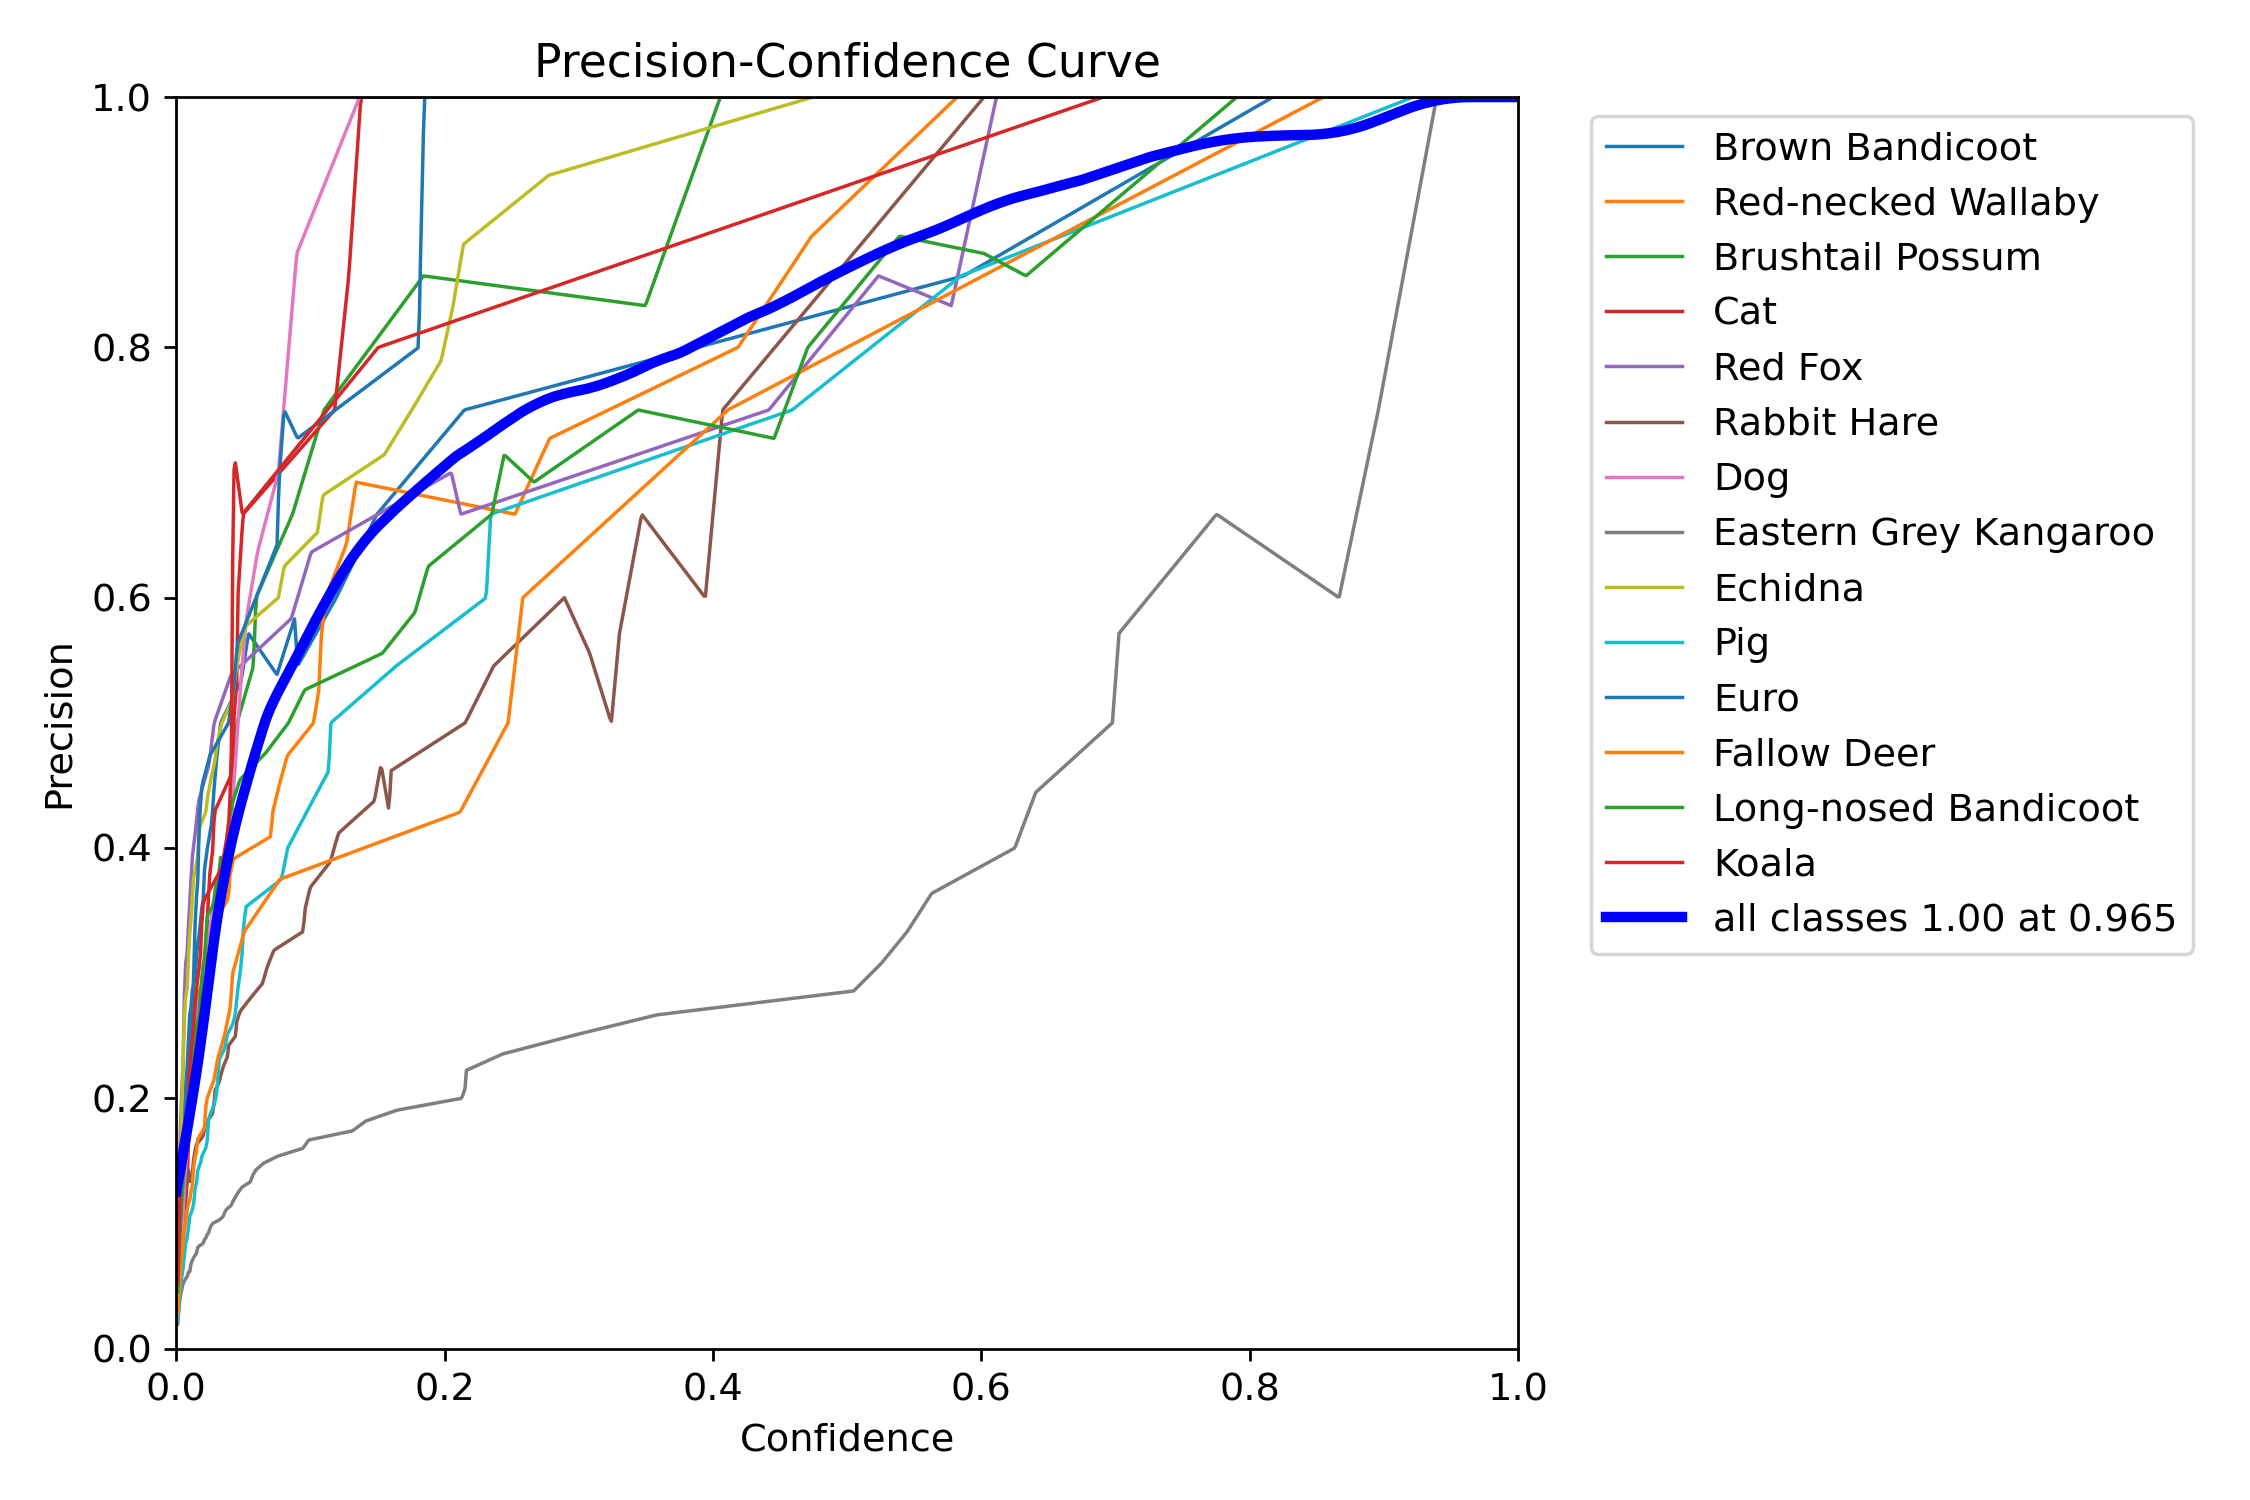 Precision-Confidence Curve
1.0
0.8
0.6
0.4
0.2
0.0
Precision
0.0 0.2 0.4 0.6 0.8 1.0
Confidence
Brown Bandicoot
Red-necked Wallaby
Brushtail Possum
Cat
Red Fox
Rabbit Hare
Dog
Eastern Grey Kangaroo
Echidna
Pig
Euro
Fallow Deer
Long-nosed Bandicoot
Koala
all classes 1.00 at 0.965